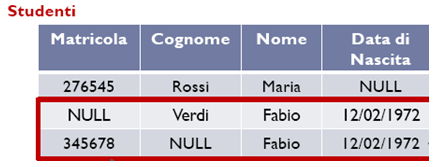 Studenti
Matricola Cognome Nome Data di Nascita
276545 Rossi Maria NULL
NULL Verdi Fabio 12/02/1972
345678 NULL Fabio 12/02/1972